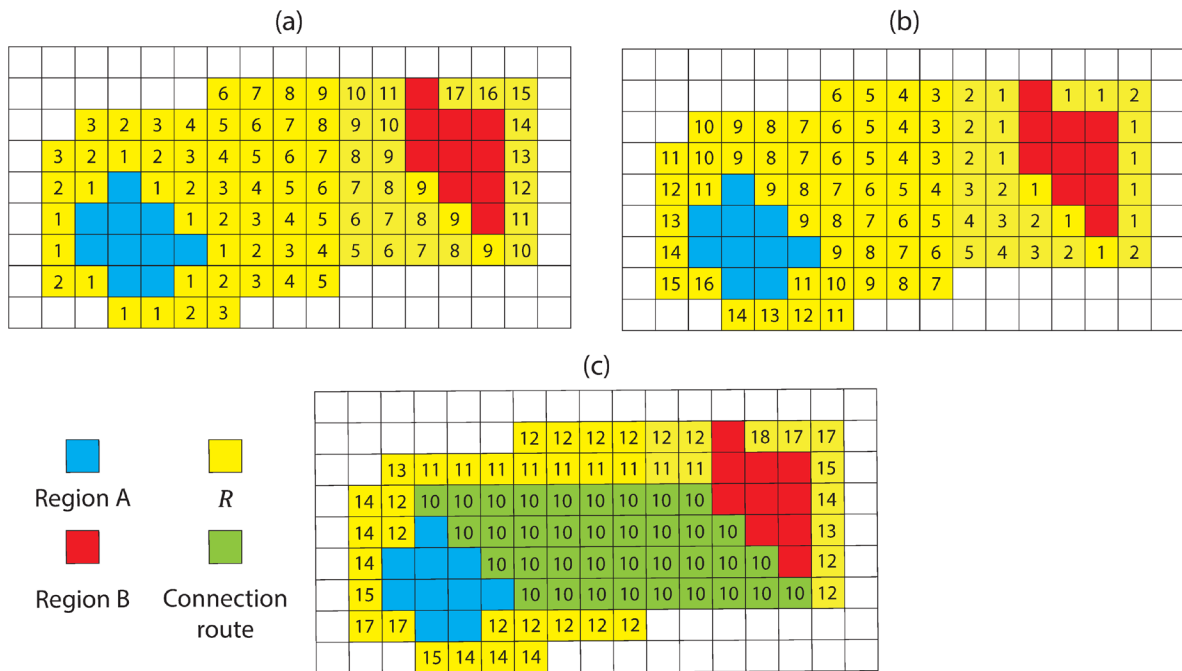 (a)
6 7 8 9 10 11 17 16 15
3 2 3 4 5 6 7 8 9 10 14
3 2 1 2 3 4 5 6 7 8 9 13
2 1 1 2 3 4 5 6 7 8 9 12
1 1 2 3 4 5 6 7 8 9 11
1 1 2 3 4 5 6 7 8 9 10
2 1 1 2 3 4 5
1 1 2 3
(b)
6 5 4 3 2 1 1 1 2
10 9 8 7 6 5 4 3 2 1 1
11 10 9 8 7 6 5 4 3 2 1 1
12 11 9 8 7 6 5 4 3 2 1 1
13 9 8 7 6 5 4 3 2 1 1
14 9 8 7 6 5 4 3 2 1 2
15 16 11 10 9 8 7
14 13 12 11
(c)
12 12 12 12 12 12 18 17 17
13 11 11 11 11 11 11 11 11 11 15
14 12 10 10 10 10 10 10 10 10 10 14
14 12 10 10 10 10 10 10 10 10 10 13
14 10 10 10 10 10 10 10 10 10 12
15 10 10 10 10 10 10 10 10 10 12
17 17 12 12 12 12 12
15 14 14 14
Region A
R
Region B
Connection
route